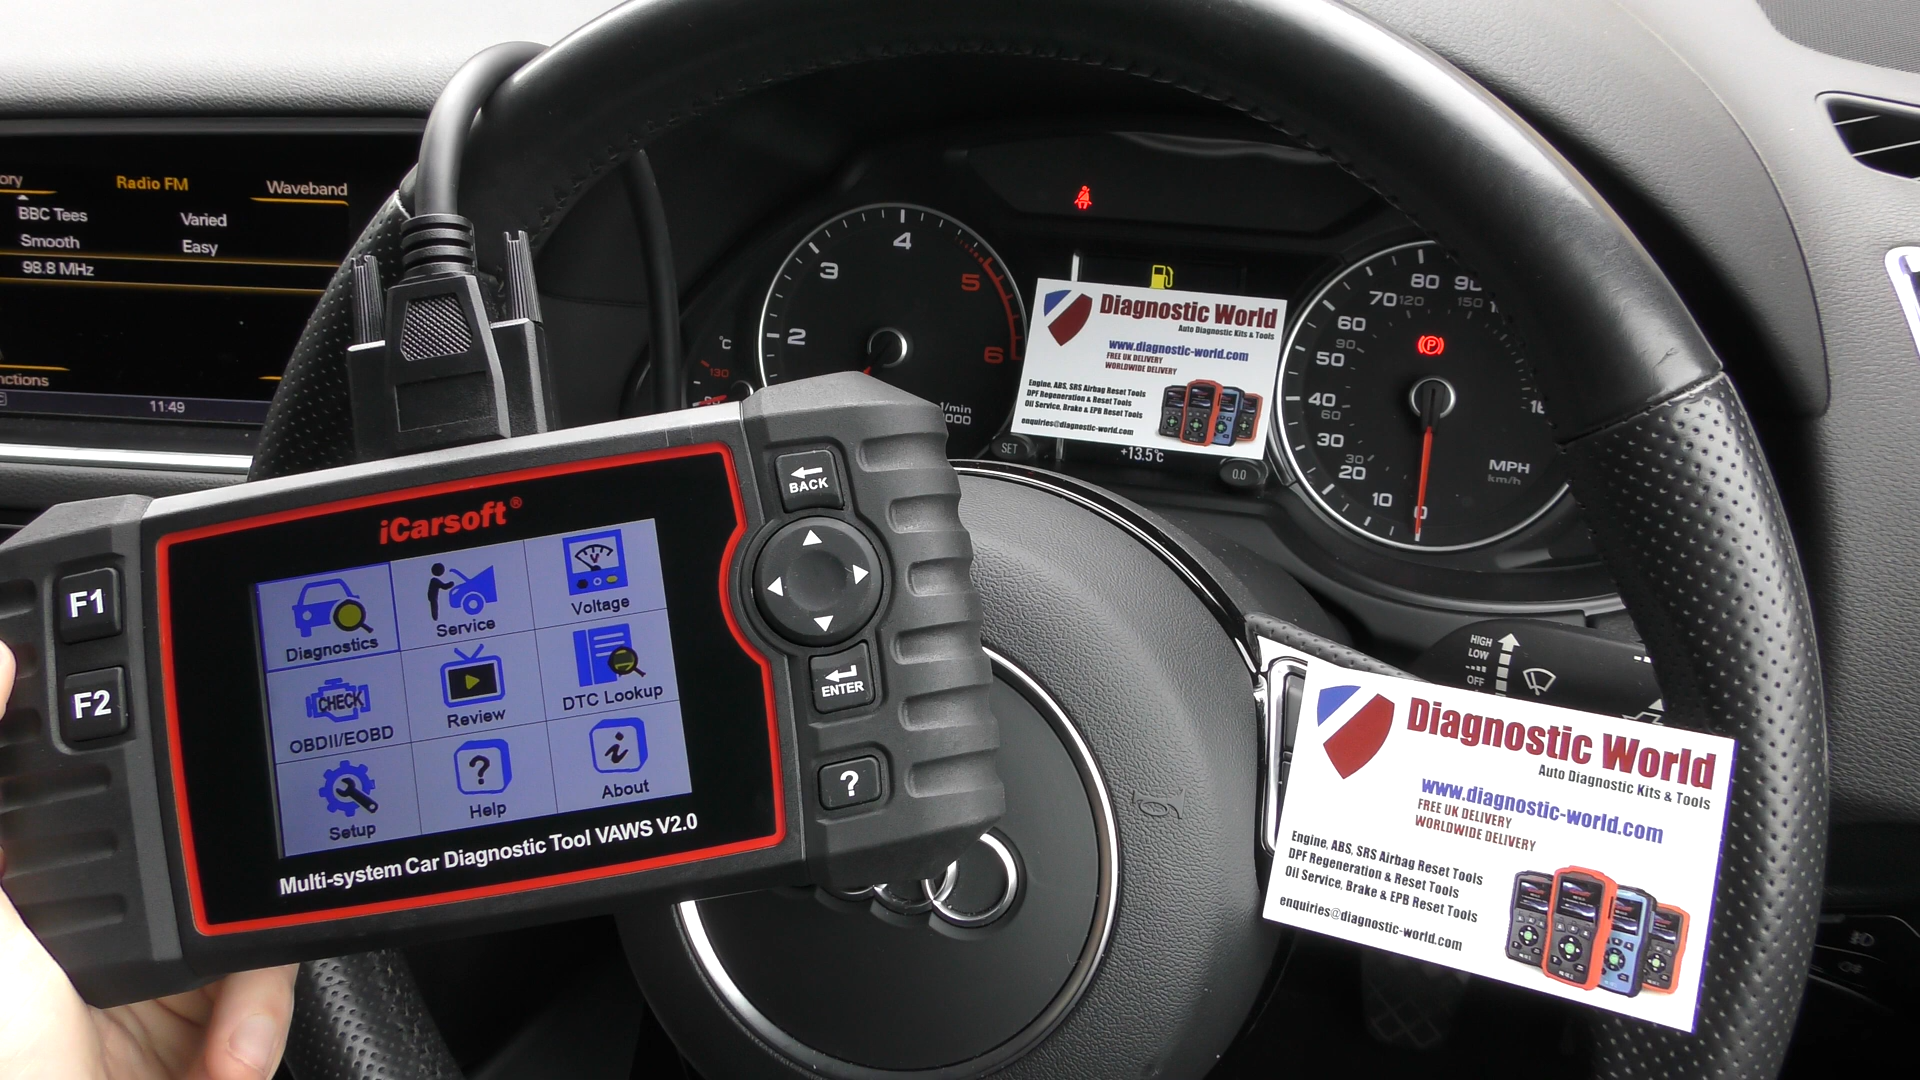 Radio FM
Waveband
BBC Tees
Varied
Smooth
Easy
98.8 MHz
11:49
°C
130
2
3
4
5
6
1/min
SET
+13.5°C
0.0
Diagnostic World
Auto Diagnostic Kits & Tools
www.diagnostic-world.com
FREE UK DELIVERY
WORLDWIDE DELIVERY
Engine, ABS, SRS Airbag Reset Tools
DPF Regeneration & Reset Tools
Oil Service, Brake & EPB Reset Tools
enquiries@diagnostic-world.com
0
10
20
30
40
50
60
70
80
30
60
90
120
150
P
MPH
km/h
HIGH
LOW
OFF
F1
F2
iCarsoft®
Diagnostics
Service
Voltage
CHECK
OBDII/EOBD
Review
DTC Lookup
Setup
?
Help
i
About
Multi-system Car Diagnostic Tool VAWS V2.0
BACK
ENTER
?
Diagnostic World
Auto Diagnostic Kits & Tools
www.diagnostic-world.com
FREE UK DELIVERY
WORLDWIDE DELIVERY
Engine, ABS, SRS Airbag Reset Tools
DPF Regeneration & Reset Tools
Oil Service, Brake & EPB Reset Tools
enquiries@diagnostic-world.com